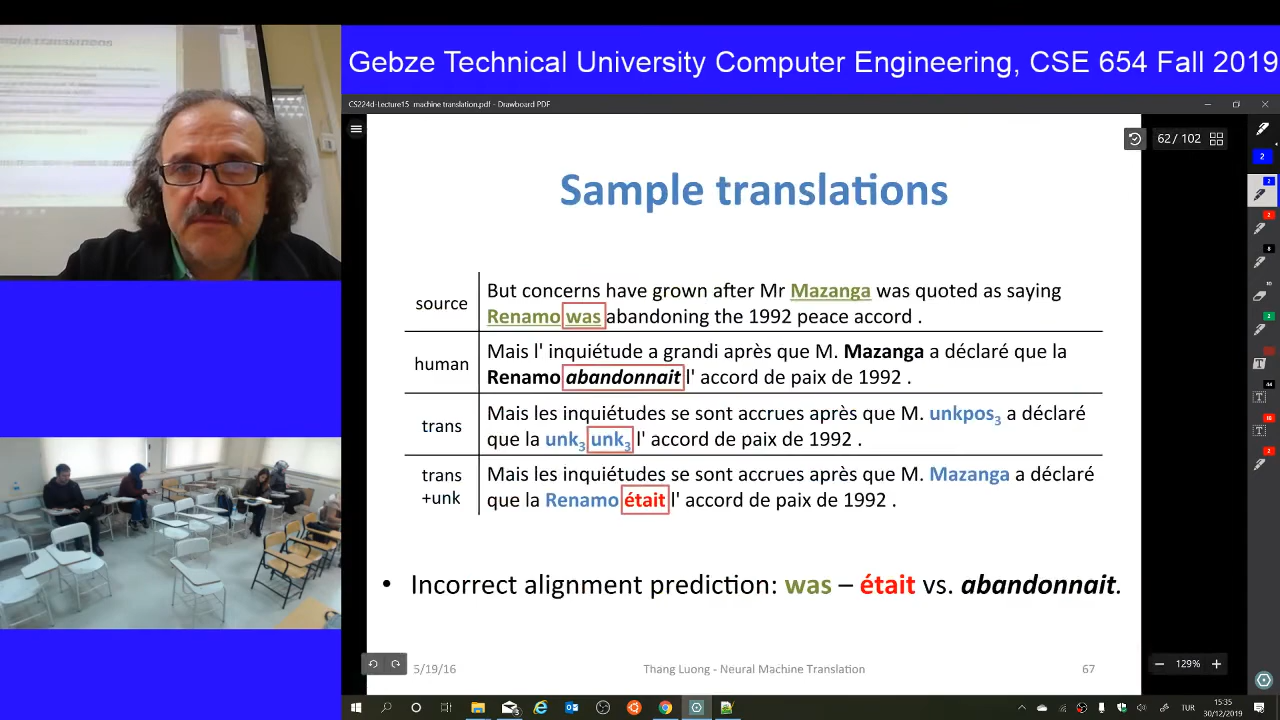 Gebze Technical University Computer Engineering, CSE 654 Fall 2019
CS224d-Lecture15 machine translation.pdf - Drawboard PDF
62 / 102
Sample translations
source
But concerns have grown after Mr Mazanga was quoted as saying
Renamo was abandoning the 1992 peace accord .
human
Mais l' inquiétude a grandi après que M. Mazanga a déclaré que la
Renamo abandonnait l' accord de paix de 1992 .
trans
Mais les inquiétudes se sont accrues après que M. unkpos3 a déclaré
que la unk3 unk3 l' accord de paix de 1992 .
trans
+unk
Mais les inquiétudes se sont accrues après que M. Mazanga a déclaré
que la Renamo était l' accord de paix de 1992 .
• Incorrect alignment prediction: was – était vs. abandonnait.
5/19/16
Thang Luong - Neural Machine Translation
67
129%
TUR
15:35
30/12/2019